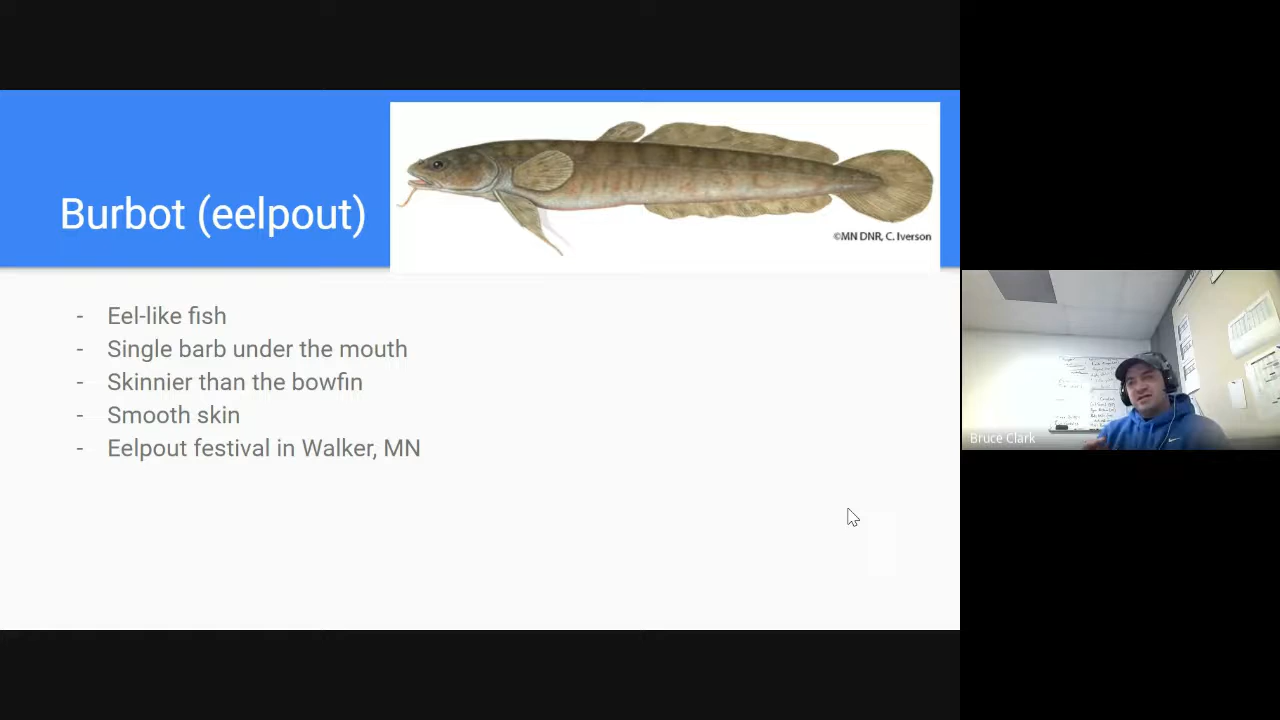 Burbot (eelpout)
©MN DNR, C. Iverson
- Eel-like fish
- Single barb under the mouth
- Skinnier than the bowfin
- Smooth skin
- Eelpout festival in Walker, MN
Bruce Clark